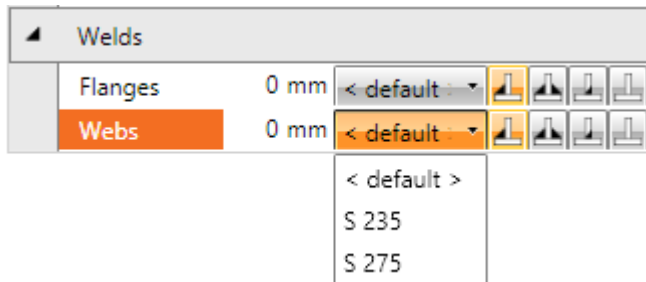 Welds
Flanges 0 mm < default
Webs 0 mm < default
< default >
S 235
S 275